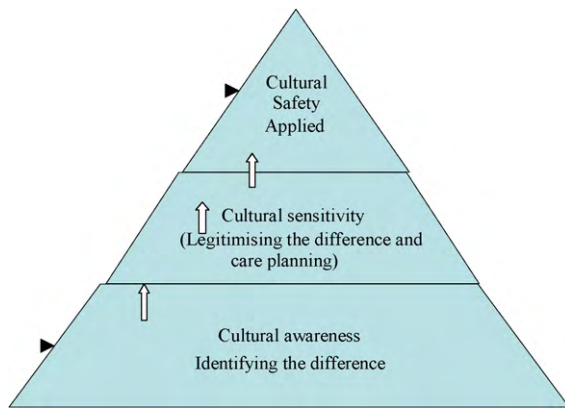 Cultural
Safety
Applied
Cultural sensitivity
(Legitimising the difference and
care planning)
Cultural awareness
Identifying the difference